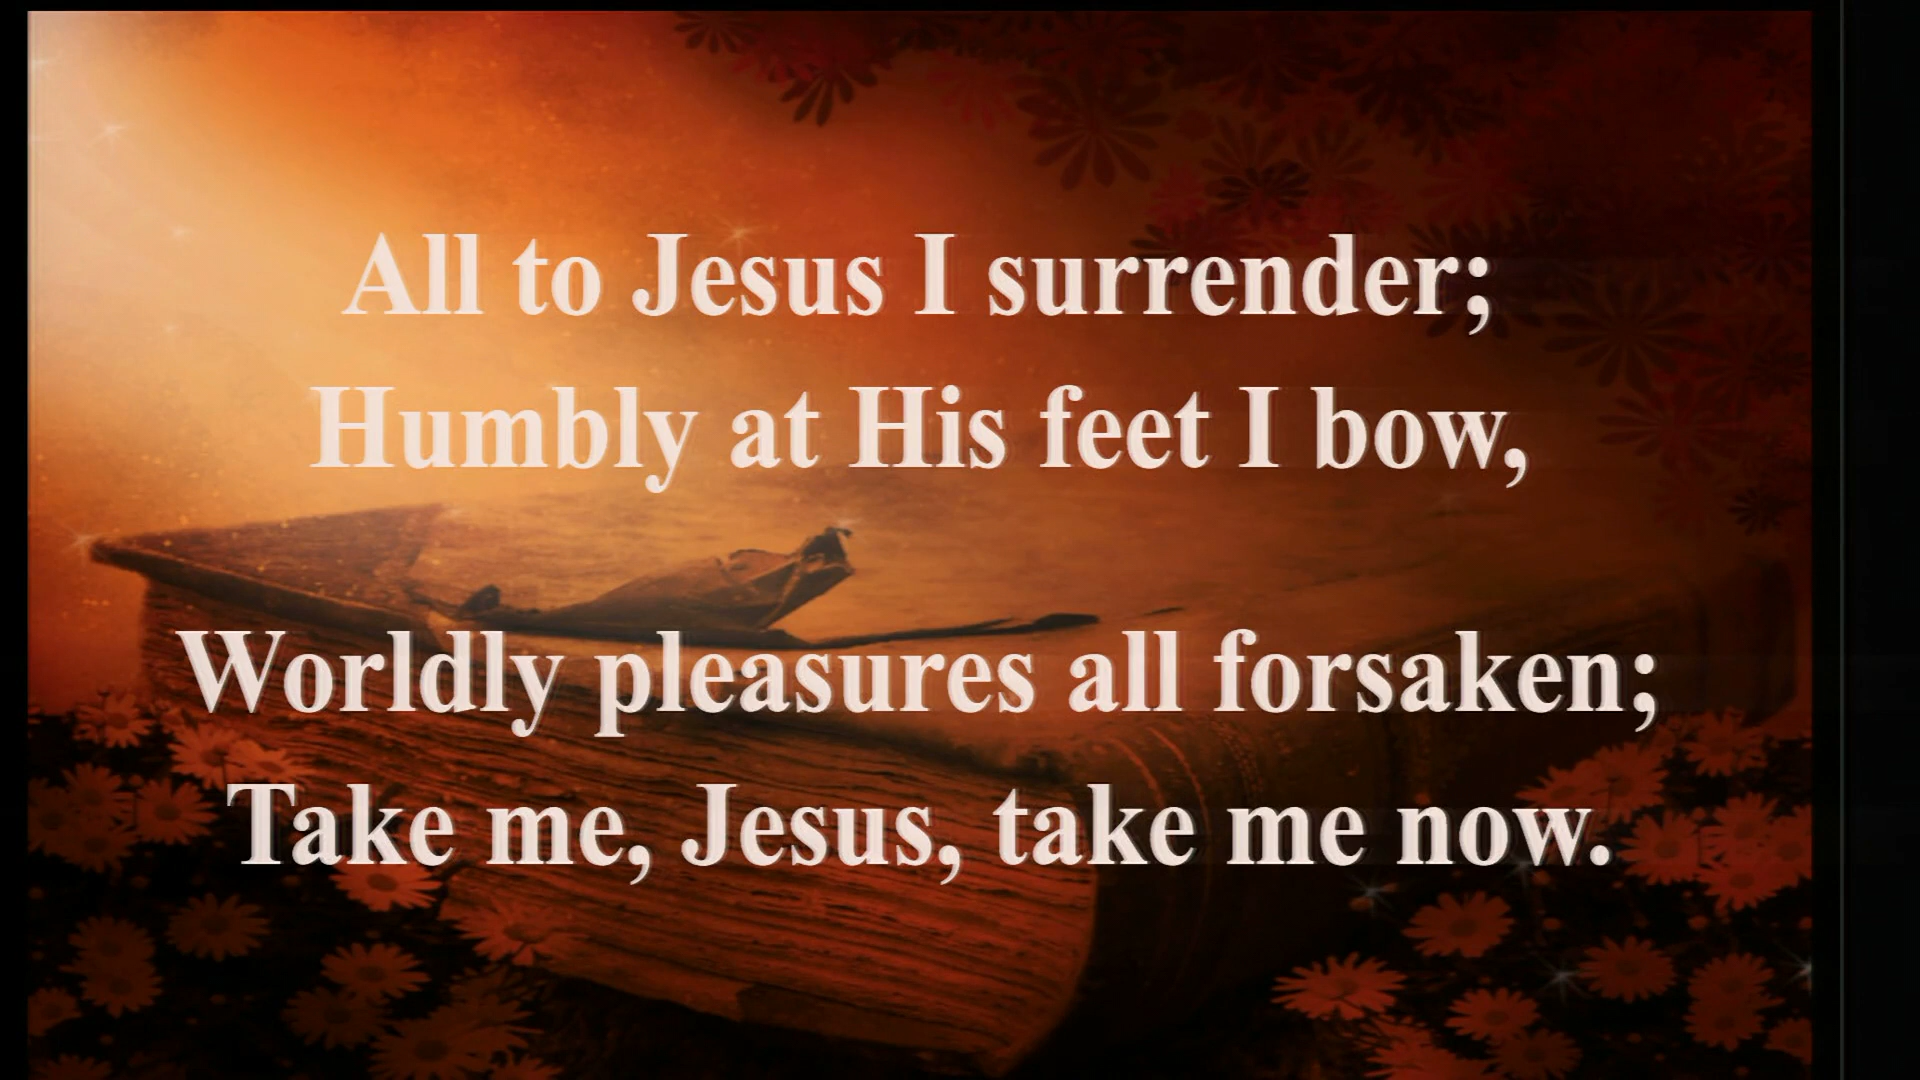 All to Jesus I surrender;
Humbly at His feet I bow,
Worldly pleasures all forsaken;
Take me, Jesus, take me now.